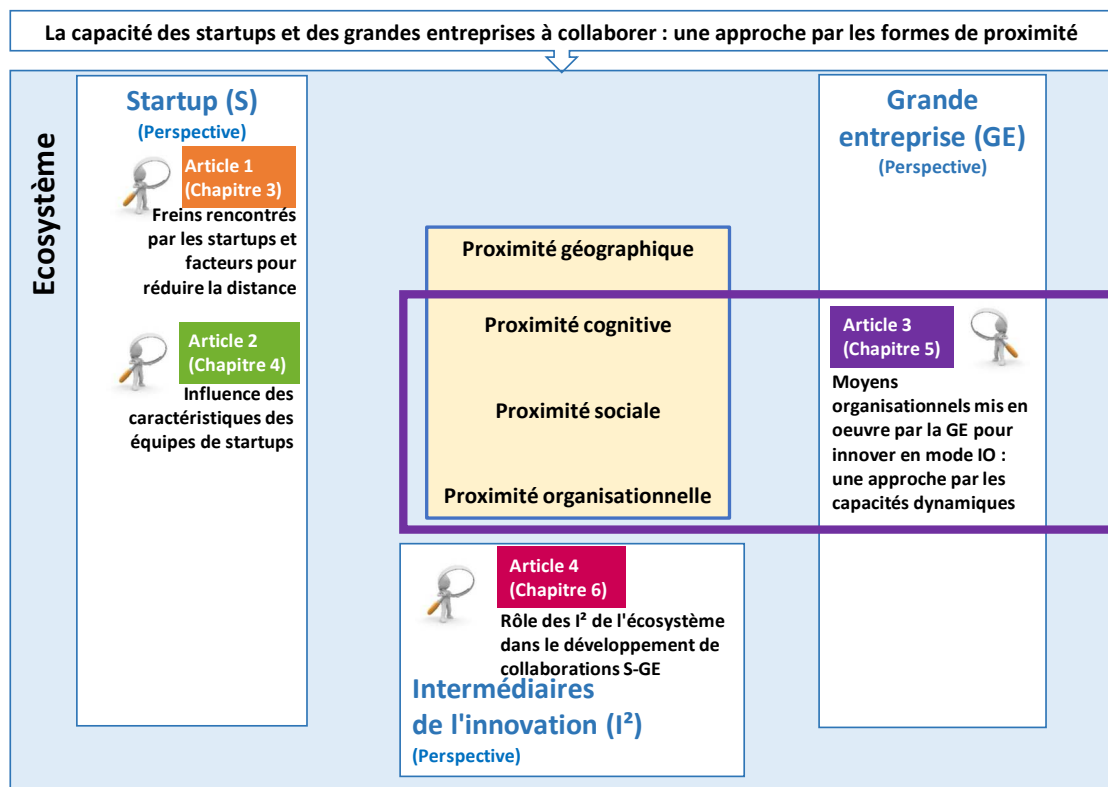 La capacité des startups et des grandes entreprises à collaborer : une approche par les formes de proximité
Ecosystème
Startup (S)
(Perspective)
Article 1
(Chapitre 3)
Freins rencontrés
par les startups et
facteurs pour
réduire la distance
Article 2
(Chapitre 4)
Influence des
caractéristiques des
équipes de startups
Proximité géographique
Proximité cognitive
Proximité sociale
Proximité organisationnelle
Grande
entreprise (GE)
(Perspective)
Article 3
(Chapitre 5)
Moyens
organisationnels mis en
oeuvre par la GE pour
innover en mode IO :
une approche par les
capacités dynamiques
Article 4
(Chapitre 6)
Rôle des I² de l'écosystème
dans le développement de
collaborations S-GE
Intermédiaires
de l'innovation (I²)
(Perspective)